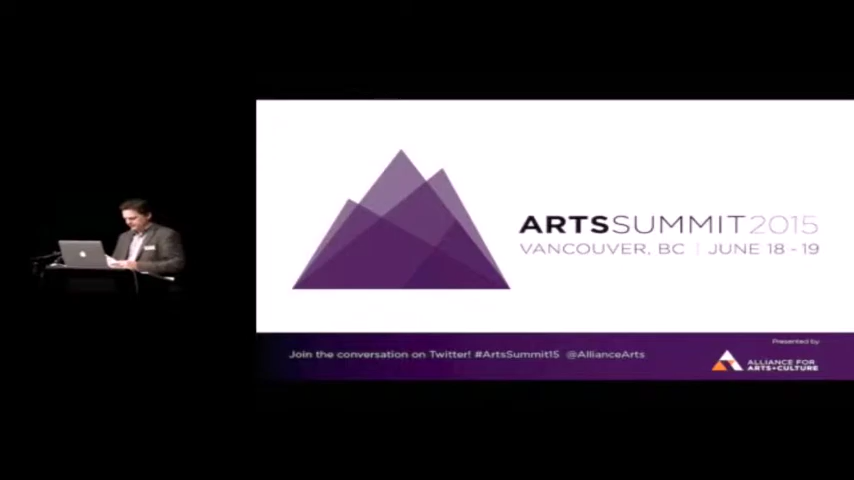 ARTSSUMMIT2015
VANCOUVER, BC | JUNE 18 - 19
Presented by
Join the conversation on Twitter! #ArtsSummit15 @AllianceArts
ALLIANCE FOR
ARTS+CULTURE